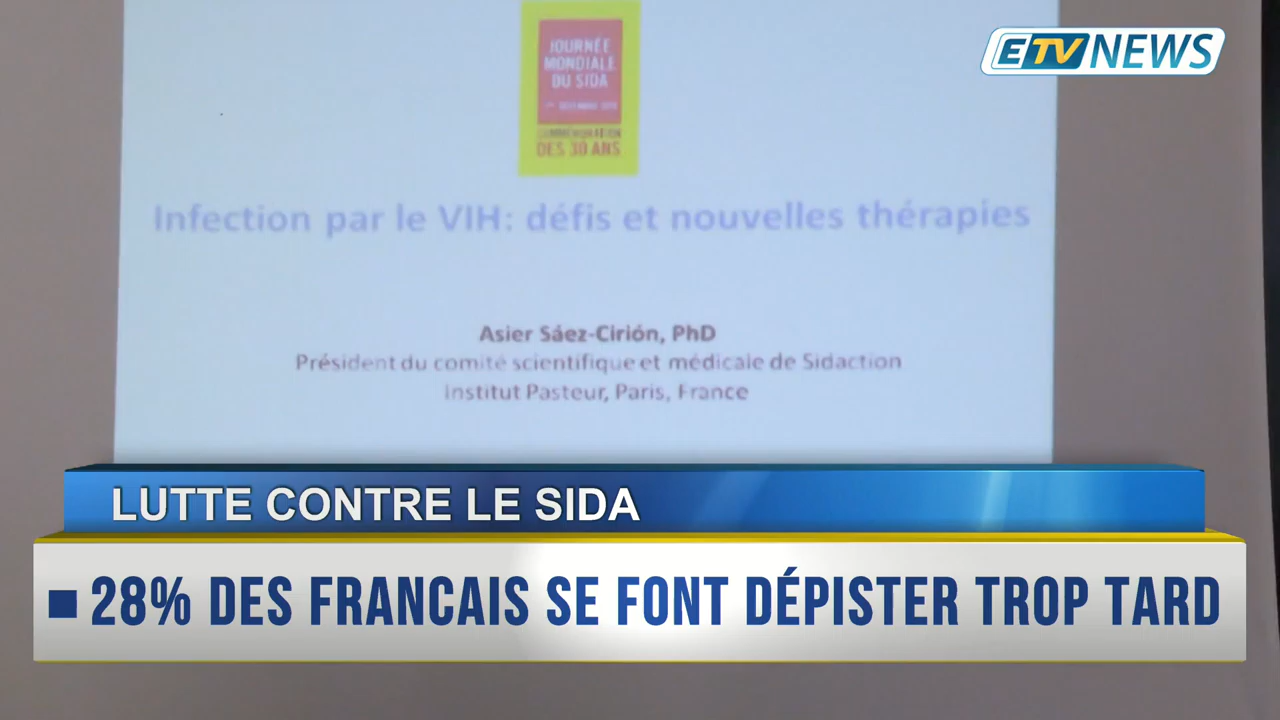 JOURNÉE
MONDIALE
DU SIDA
COMMÉMORATION
DES 30 ANS
ETV NEWS
Infection par le VIH: défis et nouvelles thérapies
Asier Sáez-Cirión, PhD
Président du comité scientifique et médicale de Sidaction
Institut Pasteur, Paris, France
LUTTE CONTRE LE SIDA
28% DES FRANCAIS SE FONT DÉPISTER TROP TARD